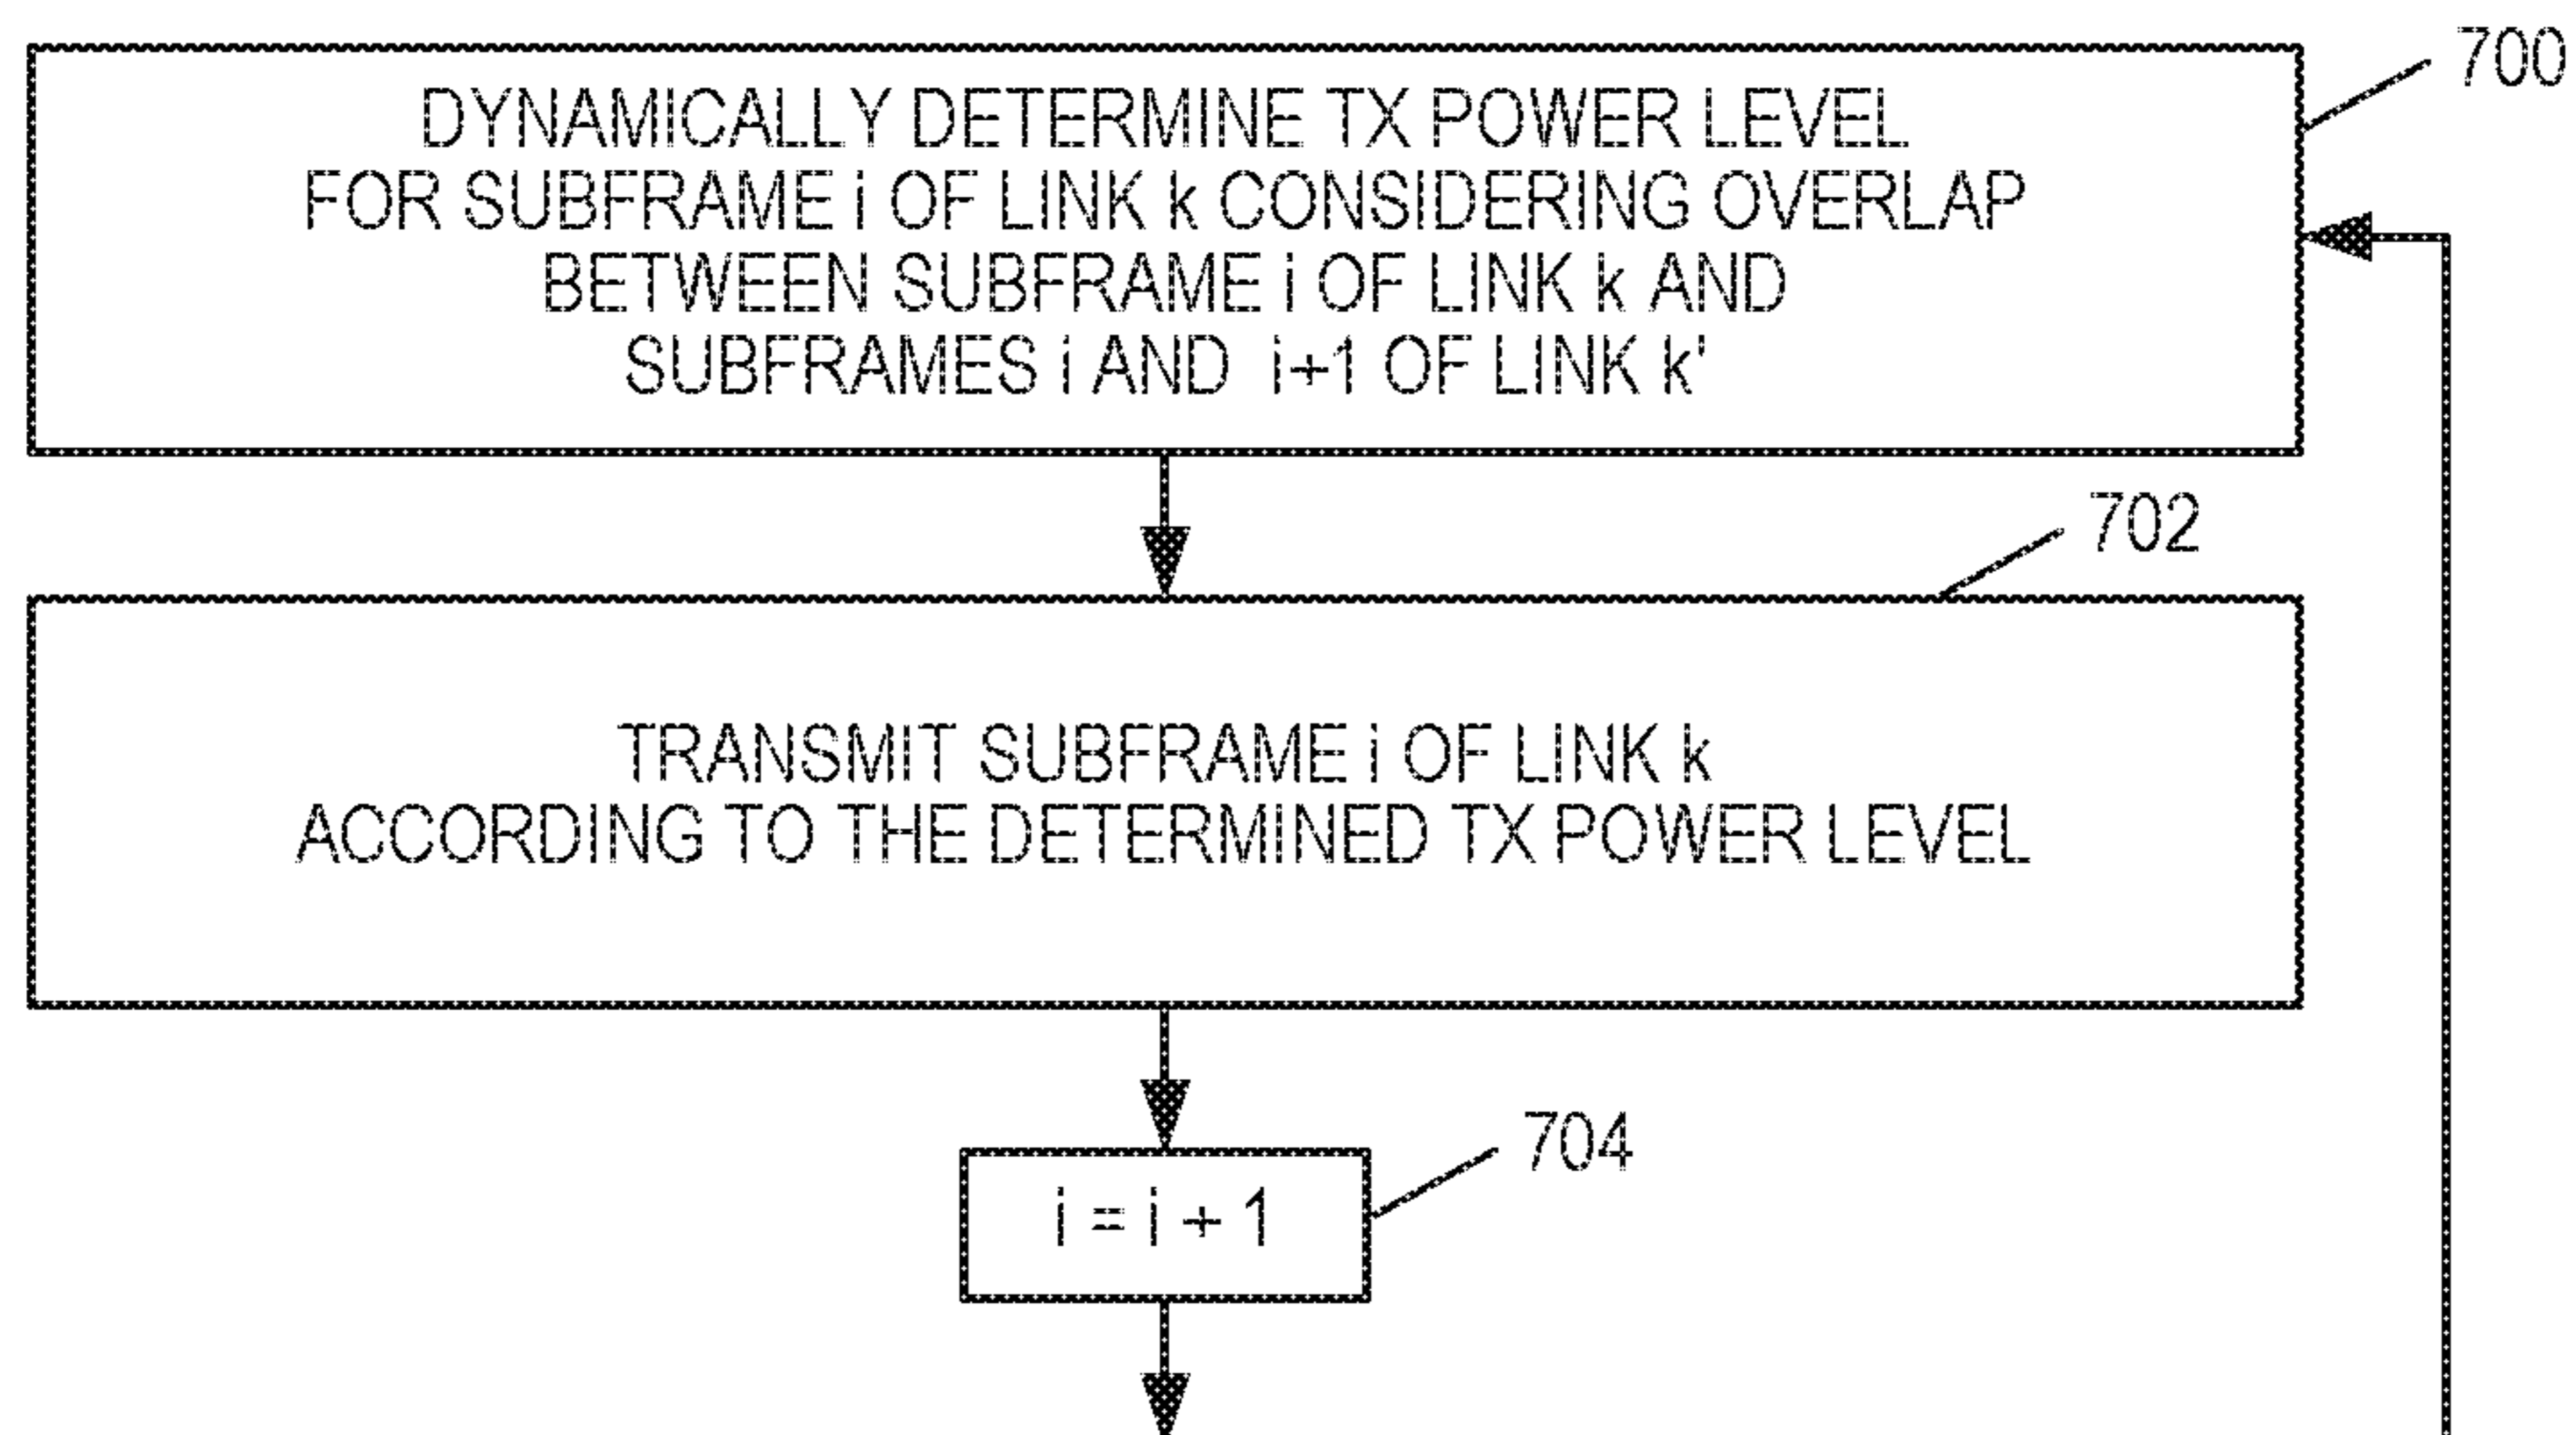 700
DYNAMICALLY DETERMINE TX POWER LEVEL
FOR SUBFRAME i OF LINK k CONSIDERING OVERLAP
BETWEEN SUBFRAME i OF LINK k AND
SUBFRAMES i AND i+1 OF LINK k'
702
TRANSMIT SUBFRAME i OF LINK k
ACCORDING TO THE DETERMINED TX POWER LEVEL
704
i = i + 1